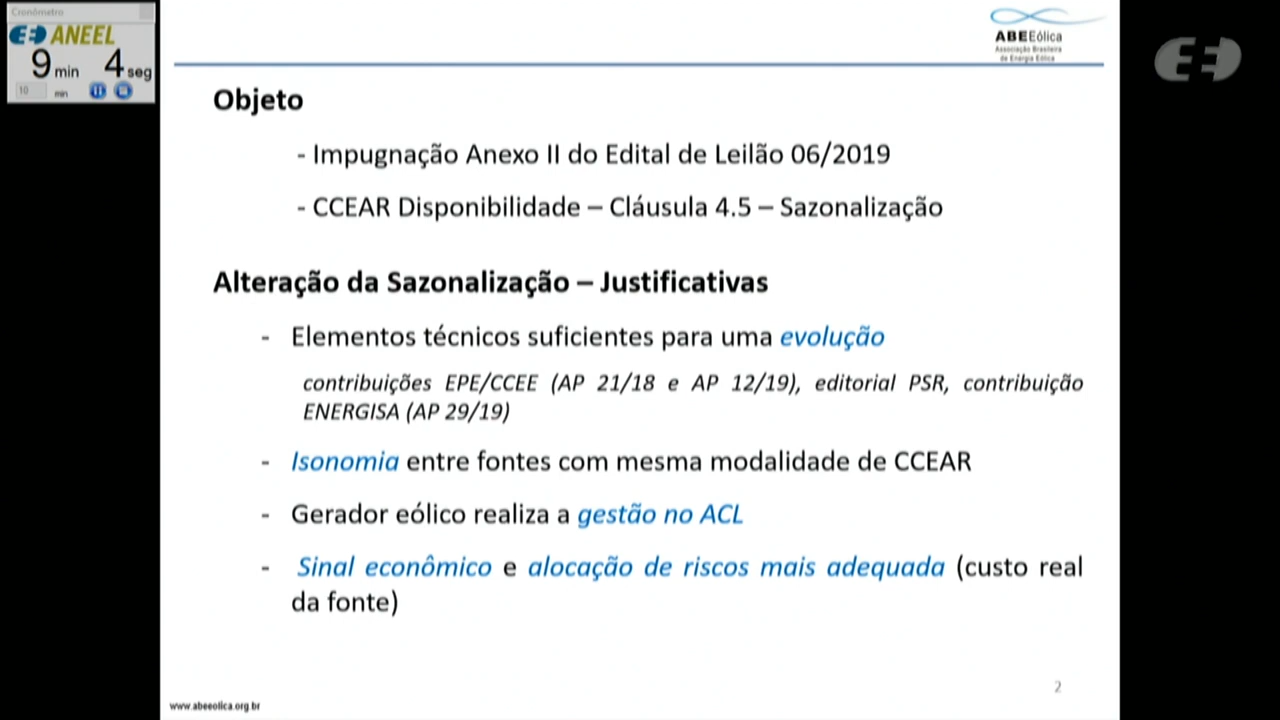 Cronômetro
ANEEL
9 min 4 seg
10 min
ABEEólica
Associação Brasileira
de Energia Eólica
Objeto
- Impugnação Anexo II do Edital de Leilão 06/2019
- CCEAR Disponibilidade – Cláusula 4.5 – Sazonalização
Alteração da Sazonalização – Justificativas
- Elementos técnicos suficientes para uma evolução
contribuições EPE/CCEE (AP 21/18 e AP 12/19), editorial PSR, contribuição
ENERGISA (AP 29/19)
- Isonomia entre fontes com mesma modalidade de CCEAR
- Gerador eólico realiza a gestão no ACL
- Sinal econômico e alocação de riscos mais adequada (custo real
da fonte)
2
www.abeeolica.org.br